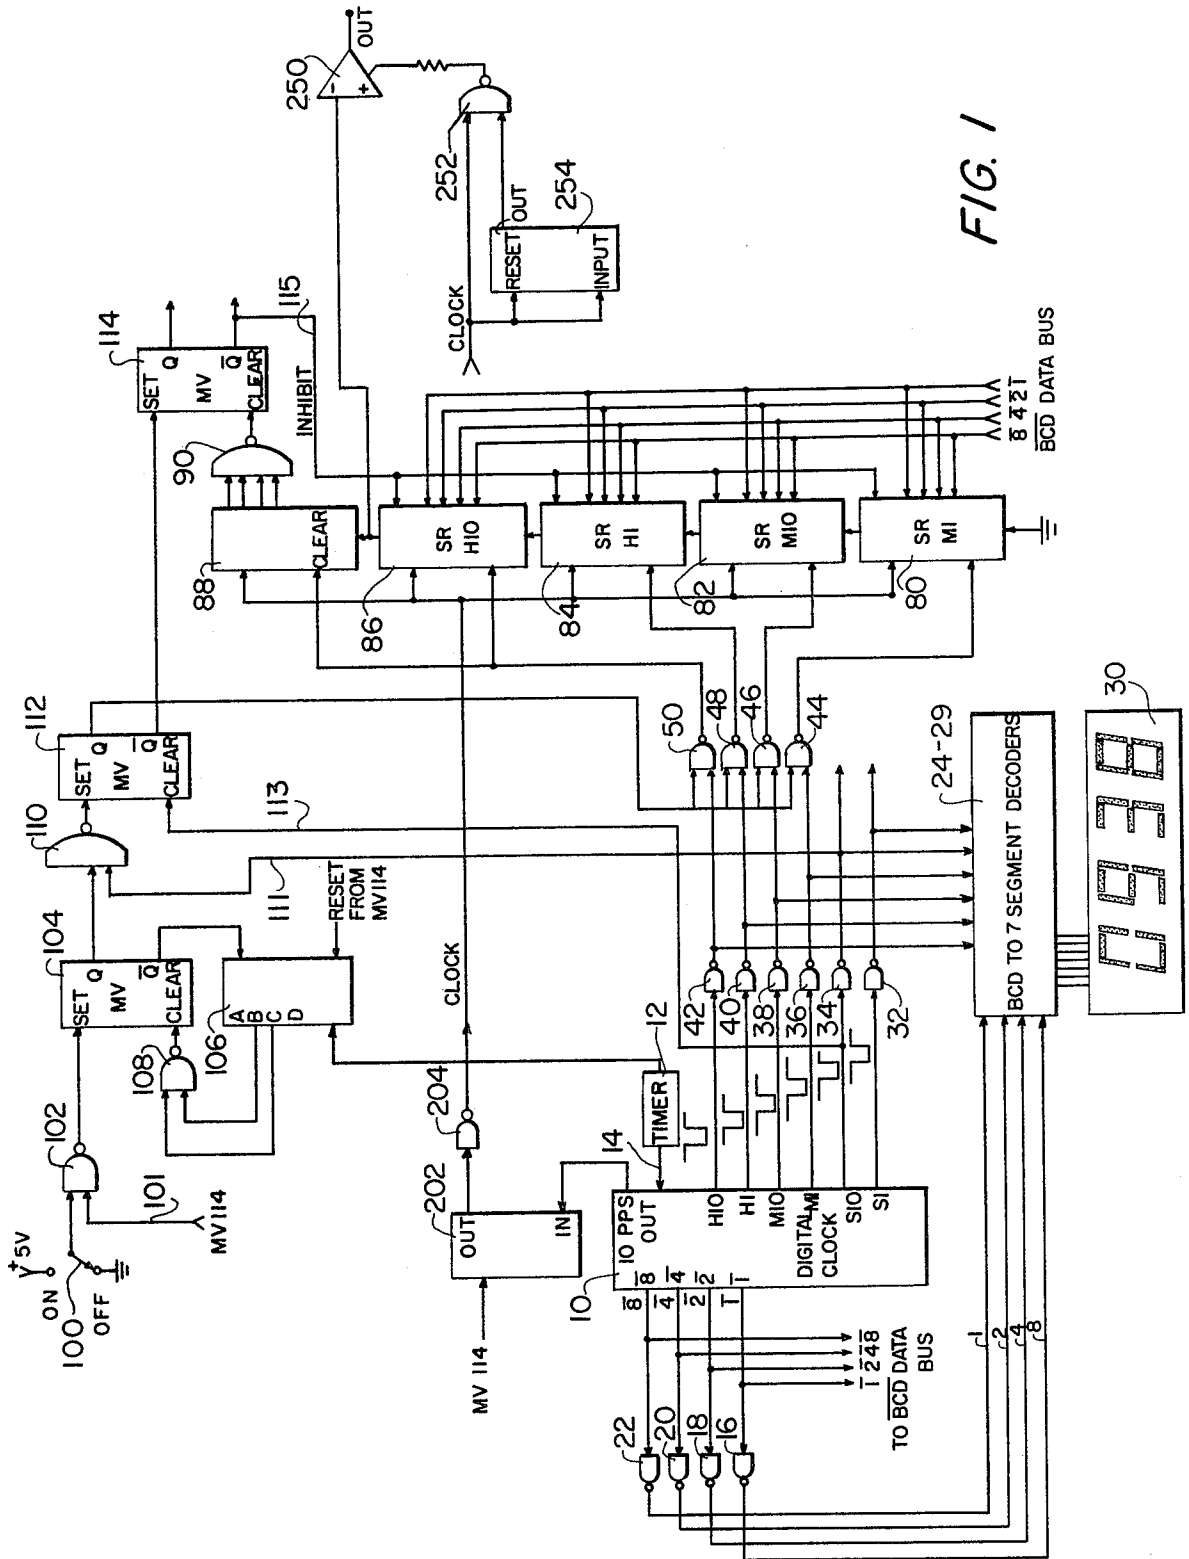 FIG. 1
100
ON
+5V
OFF
102
101
MV114
104
SET
Q
MV
Q̅
CLEAR
108
106
A
B
C
D
RESET
FROM
MV114
110
111
112
SET
Q
MV
Q̅
CLEAR
113
114
SET
Q
MV
Q̅
CLEAR
115
INHIBIT
90
88
CLEAR
86
SR
H10
84
SR
H1
82
SR
M10
80
SR
M1
8̅ 4̅ 2̅ 1̅
B̅C̅D̅ DATA BUS
250
−
+
OUT
252
CLOCK
RESET
OUT
254
INPUT
MV 114
202
OUT
IN
204
CLOCK
12
TIMER
14
10
10 PPS
OUT
8̅
8̅
4̅
4̅
2̅
2̅
1̅
1̅
DIGITAL
CLOCK
H10
H1
M10
M1
S10
S1
42
40
38
36
34
32
50
48
46
44
22
20
18
16
1̅ 2̅ 4̅ 8̅
TO B̅C̅D̅ DATA
BUS
1
2
4
8
24-29
BCD TO 7 SEGMENT DECODERS
30
0938